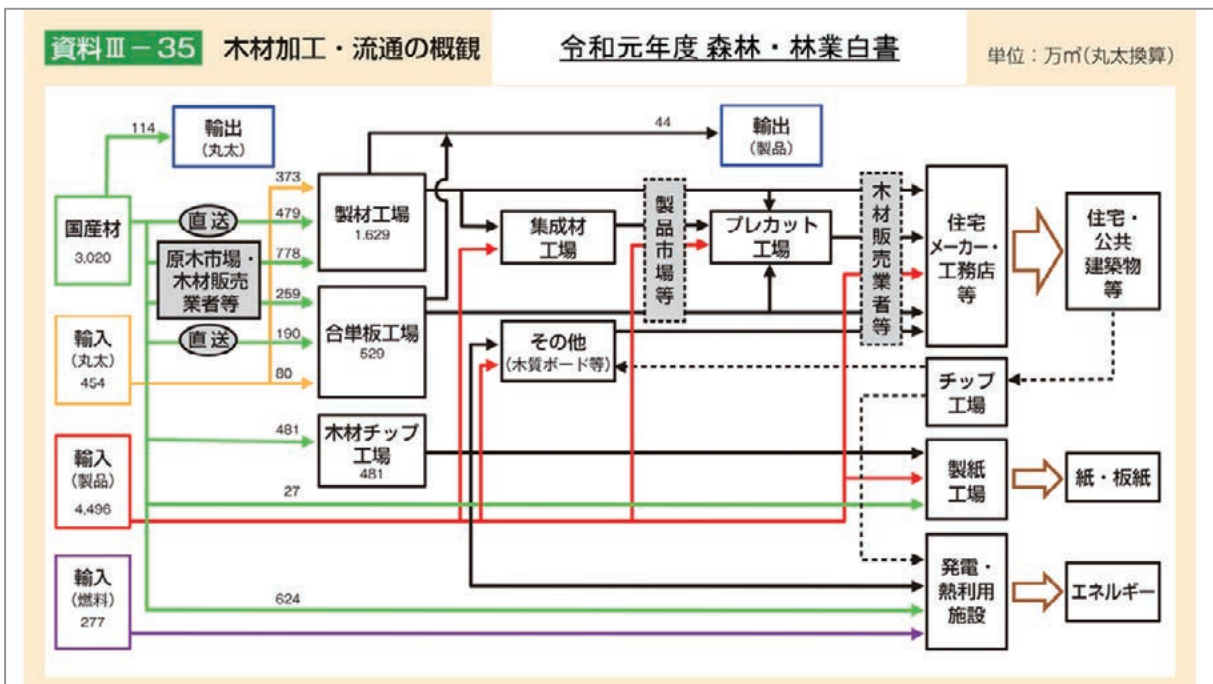 資料Ⅲ－35 木材加工・流通の概観 令和元年度 森林・林業白書 単位：万㎥(丸太換算)
114
輸出
(丸太)
44
輸出
(製品)
国産材
3,020
直送
原木市場・
木材販売
業者等
直送
373
479
778
259
190
80
製材工場
1.629
合単板工場
529
集成材
工場
製品市場等
プレカット
工場
木材販売業者等
住宅
メーカー・
工務店
等
住宅・
公共
建築物
等
その他
(木質ボード等)
輸入
(丸太)
454
チップ
工場
481
木材チップ
工場
481
輸入
(製品)
4,496
27
製紙
工場
紙・板紙
輸入
(燃料)
277
624
発電・
熱利用
施設
エネルギー